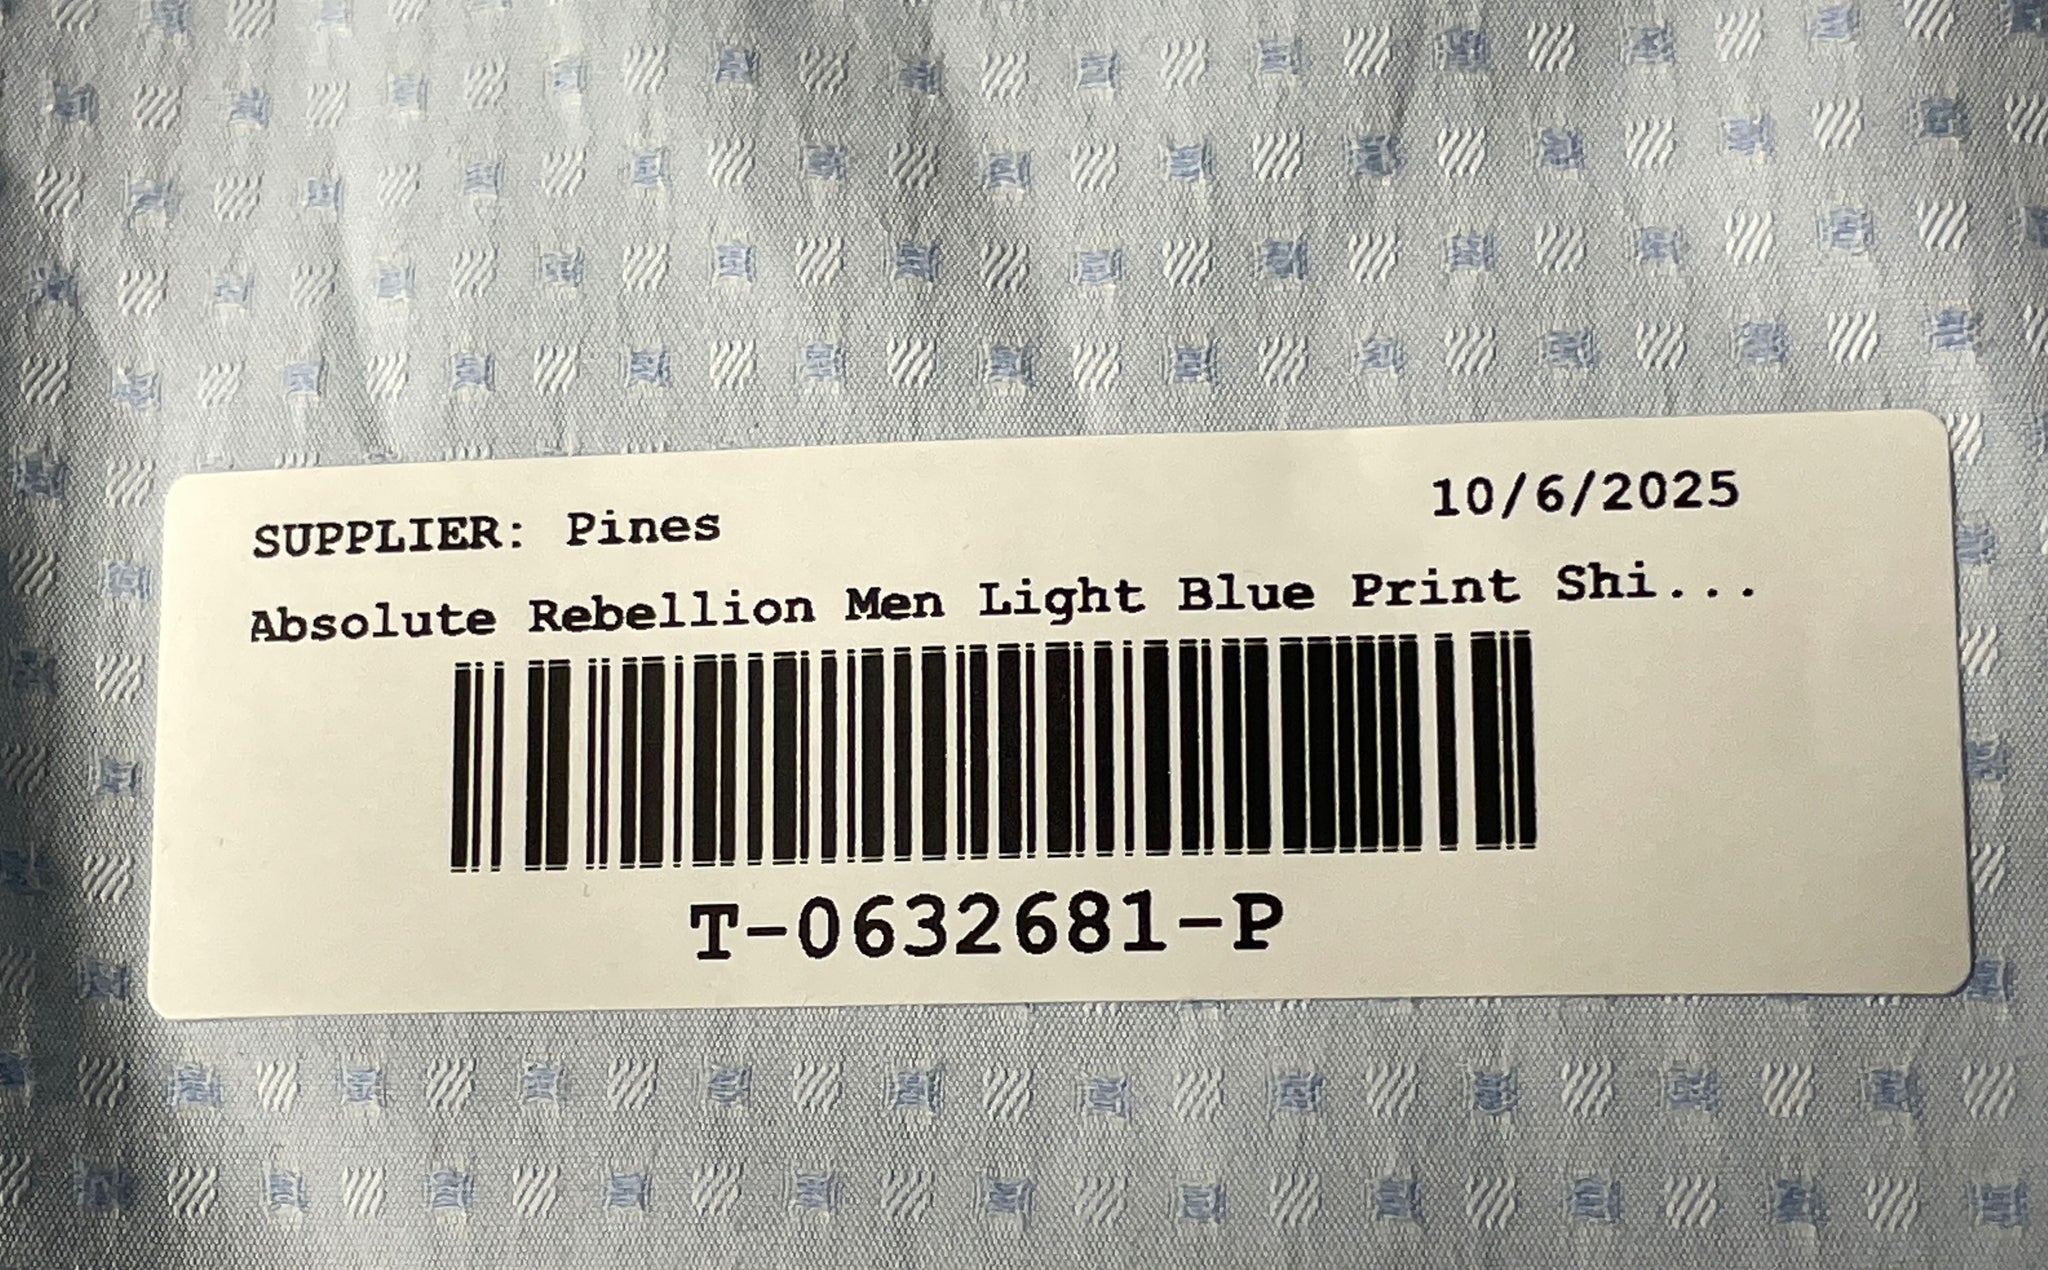 SUPPLIER: Pines 10/6/2025
Absolute Rebellion Men Light Blue Print Shi...
T-0632681-P